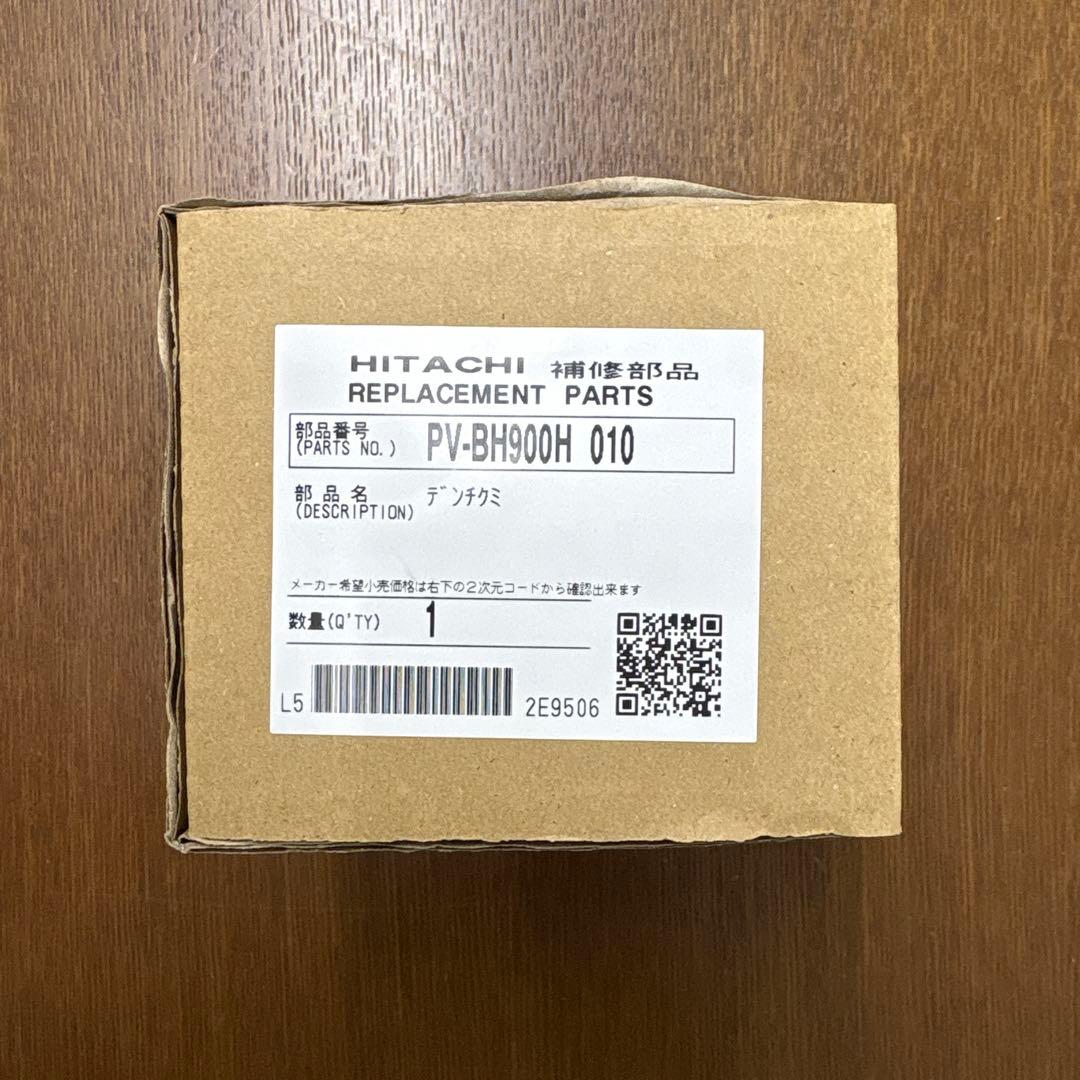 HITACHI 補修部品
REPLACEMENT PARTS
部品番号
(PARTS NO.) PV-BH900H 010
部品名 ﾃﾞﾝﾁｸﾐ
(DESCRIPTION)
メーカー希望小売価格は右下の2次元コードから確認出来ます
数量(Q'TY) 1
L5 2E9506